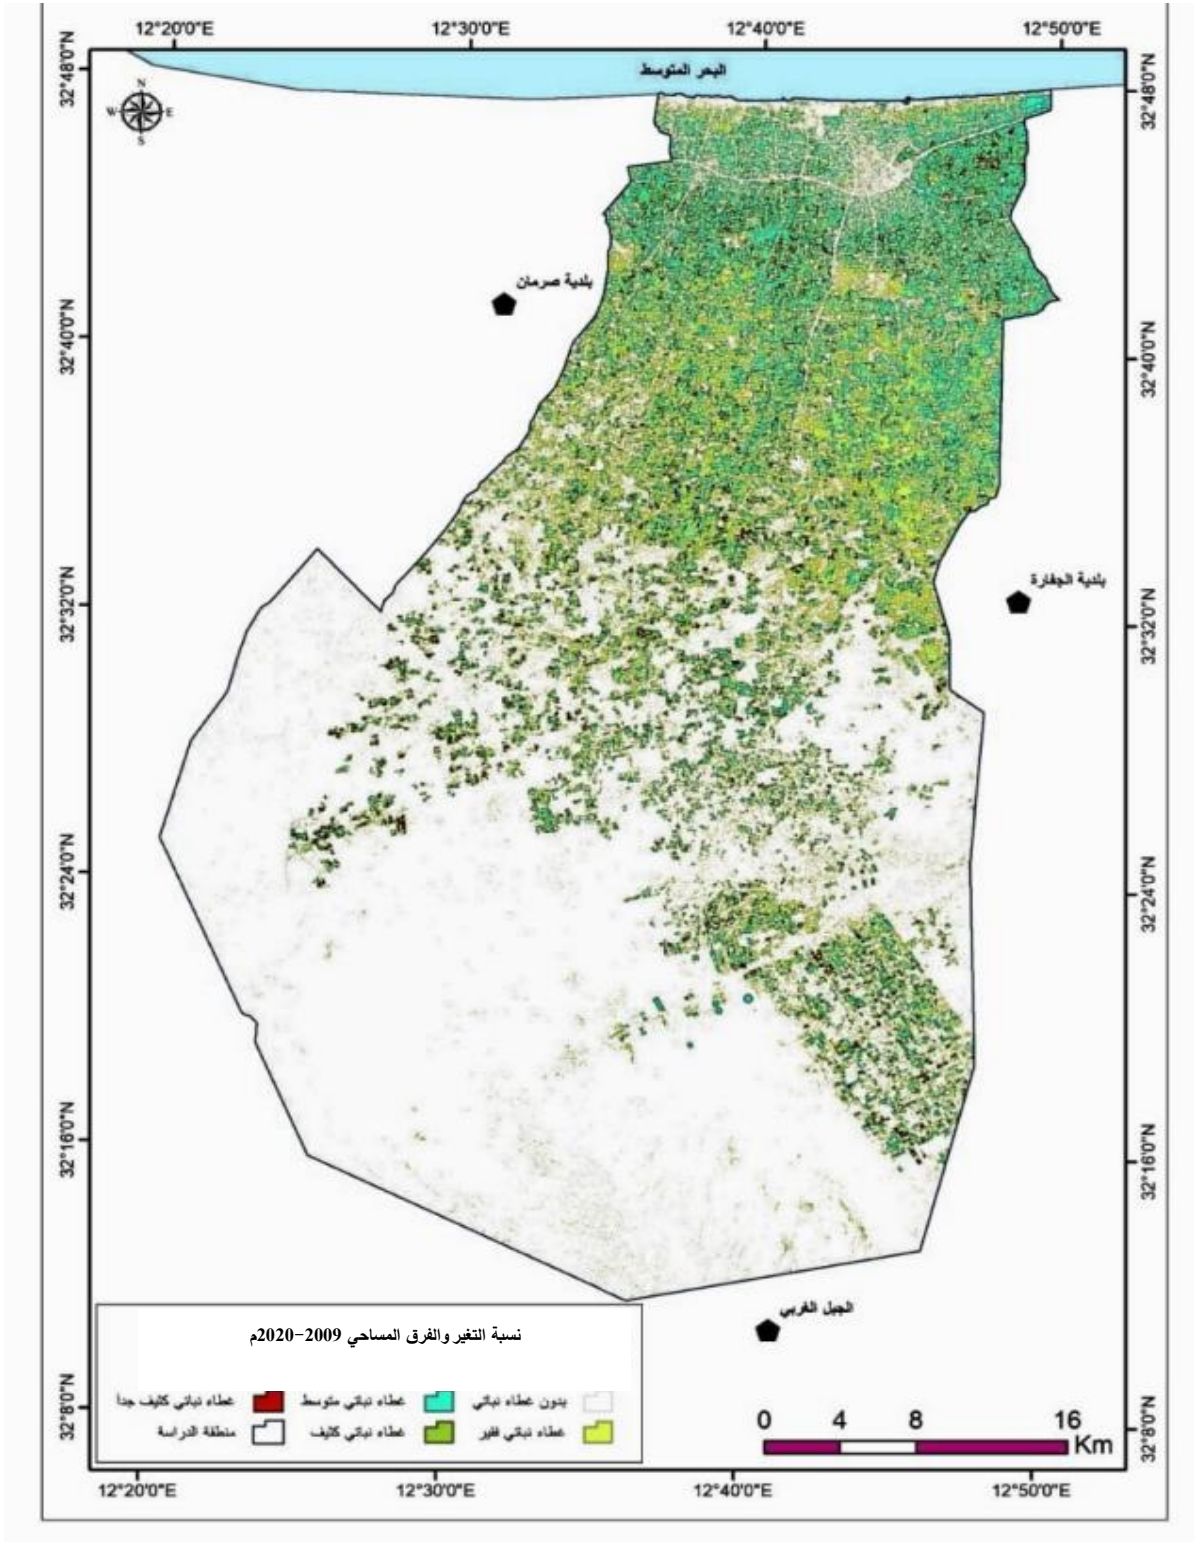 12°20'0"E 12°30'0"E 12°40'0"E 12°50'0"E
32°48'0"N
32°48'0"N
البحر المتوسط
N
W E
S
بلدية صرمان
32°40'0"N
32°40'0"N
بلدية الجفارة
32°32'0"N
32°32'0"N
32°24'0"N
32°24'0"N
32°16'0"N
32°16'0"N
الجبل الغربي
نسبة التغير والفرق المساحي 2009-2020م
بدون غطاء نباتي غطاء نباتي متوسط غطاء نباتي كثيف جداً
غطاء نباتي فقير غطاء نباتي كثيف منطقة الدراسة
32°8'0"N
32°8'0"N
0 4 8 16
Km
12°20'0"E 12°30'0"E 12°40'0"E 12°50'0"E